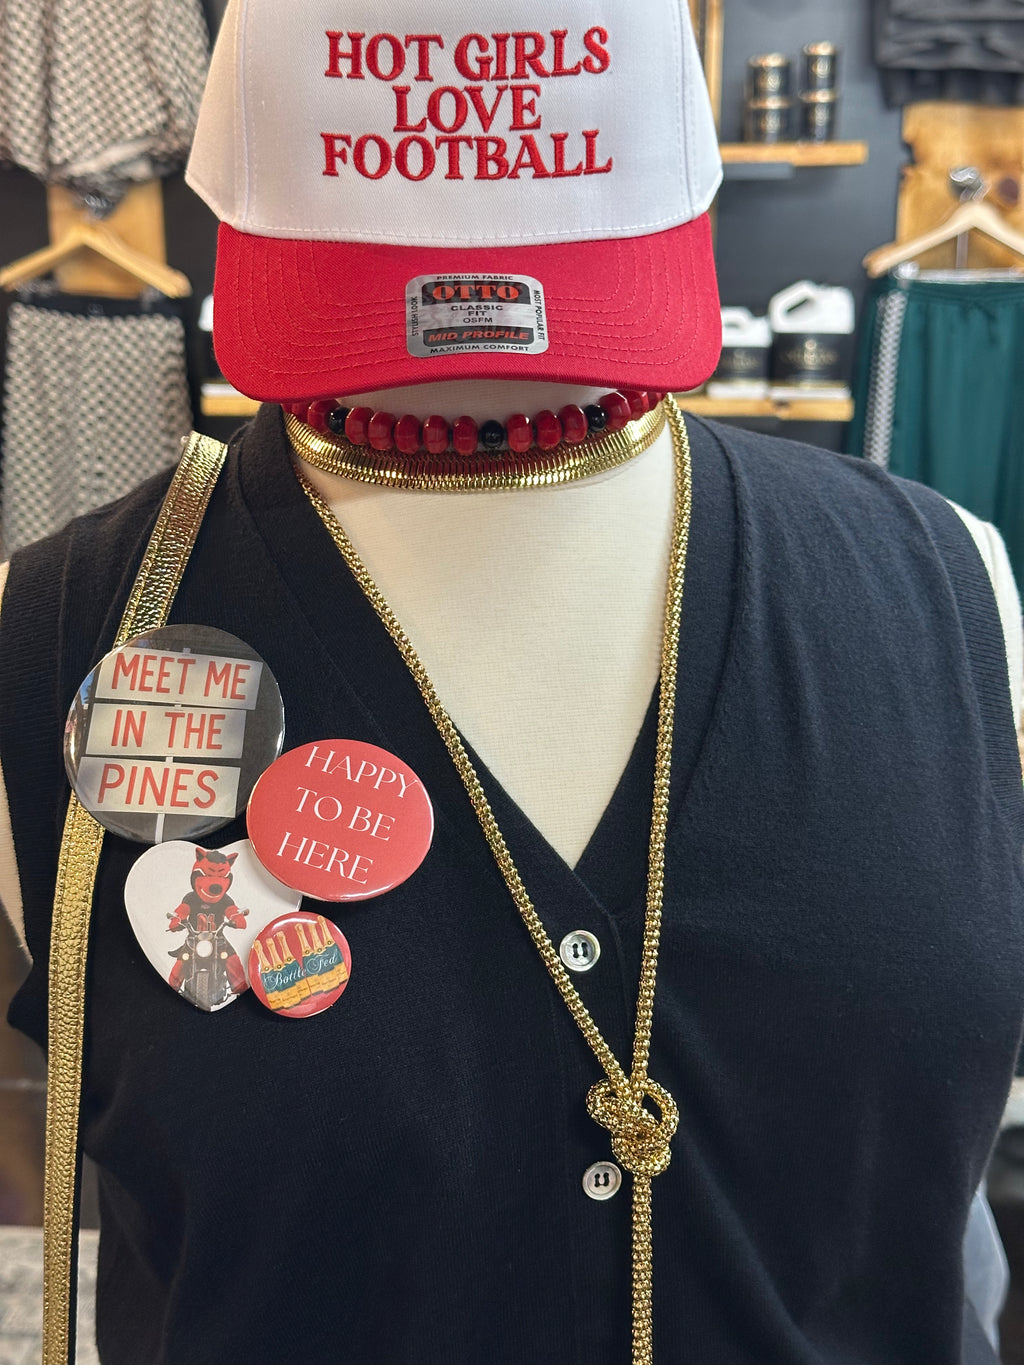 HOT GIRLS
LOVE
FOOTBALL
PREMIUM FABRIC
OTTO
STYLISH LOOK
CLASSIC
FIT
OSFM
MOST POPULAR FIT
MID PROFILE
MAXIMUM COMFORT
MEET ME
IN THE
PINES
HAPPY
TO BE
HERE
Bottle Fed